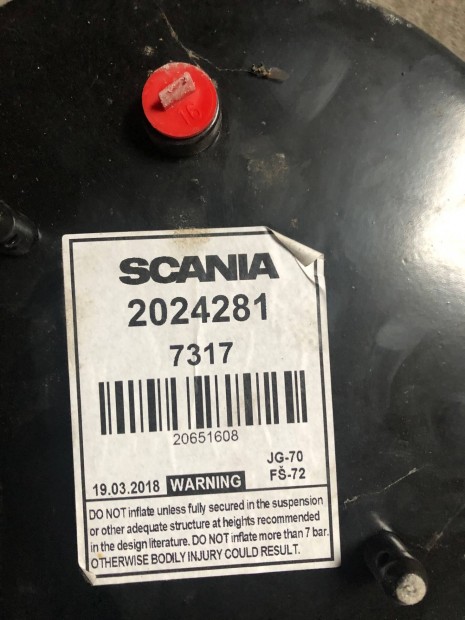 16
SCANIA
2024281
7317
20651608
JG-70
19.03.2018 WARNING FŠ-72
DO NOT inflate unless fully secured in the suspension
or other adequate structure at heights recommended
in the design literature. DO NOT inflate more than 7 bar.
OTHERWISE BODILY INJURY COULD RESULT.